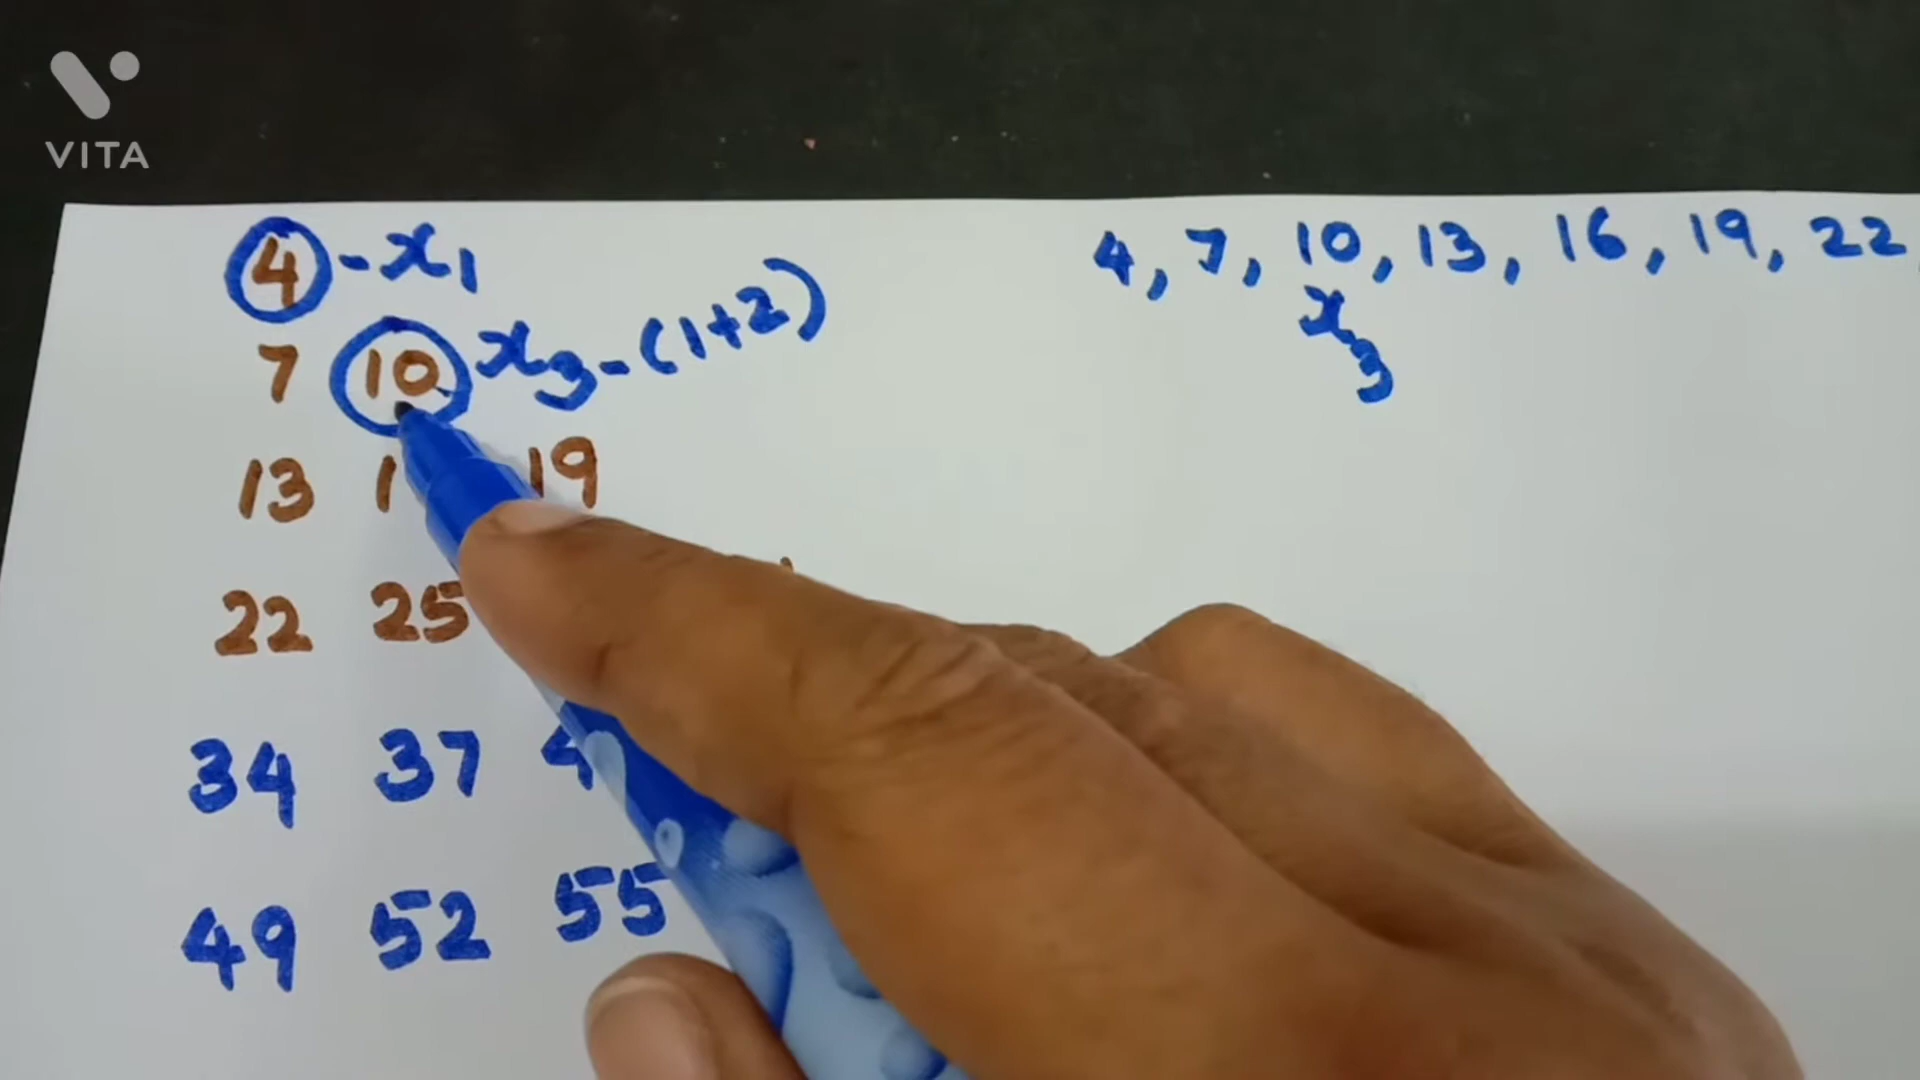 VITA
4 - x1
4, 7, 10, 13, 16, 19, 22,
x3
7 10 x3 - (1+2)
13 19
22 25
34 37
49 52 55